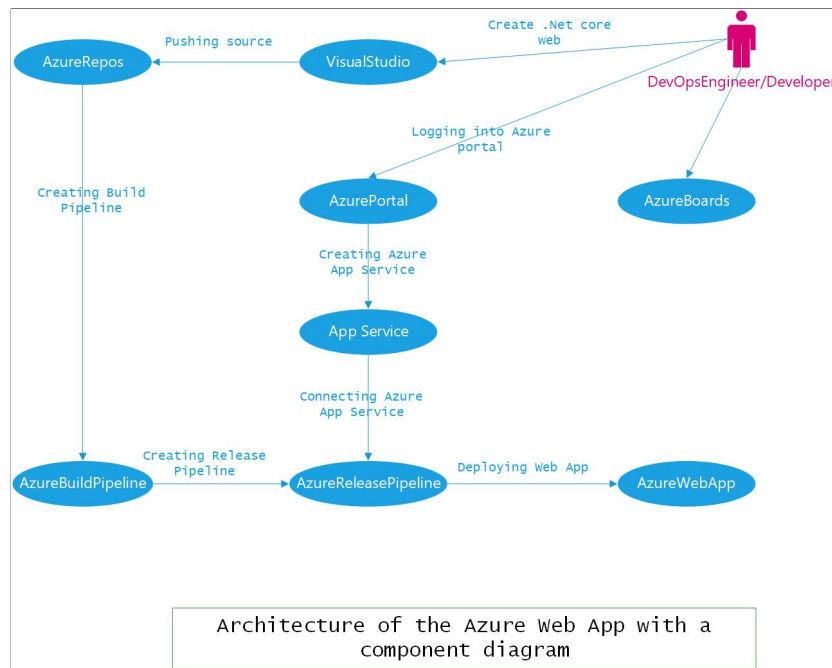 Create .Net core
web
Pushing source
AzureRepos
VisualStudio
DevOpsEngineer/Developer
Logging into Azure
portal
Creating Build
Pipeline
AzurePortal
AzureBoards
Creating Azure
App Service
App Service
Connecting Azure
App Service
Creating Release
Pipeline
Deploying Web App
AzureBuildPipeline
AzureReleasePipeline
AzureWebApp
Architecture of the Azure Web App with a
component diagram